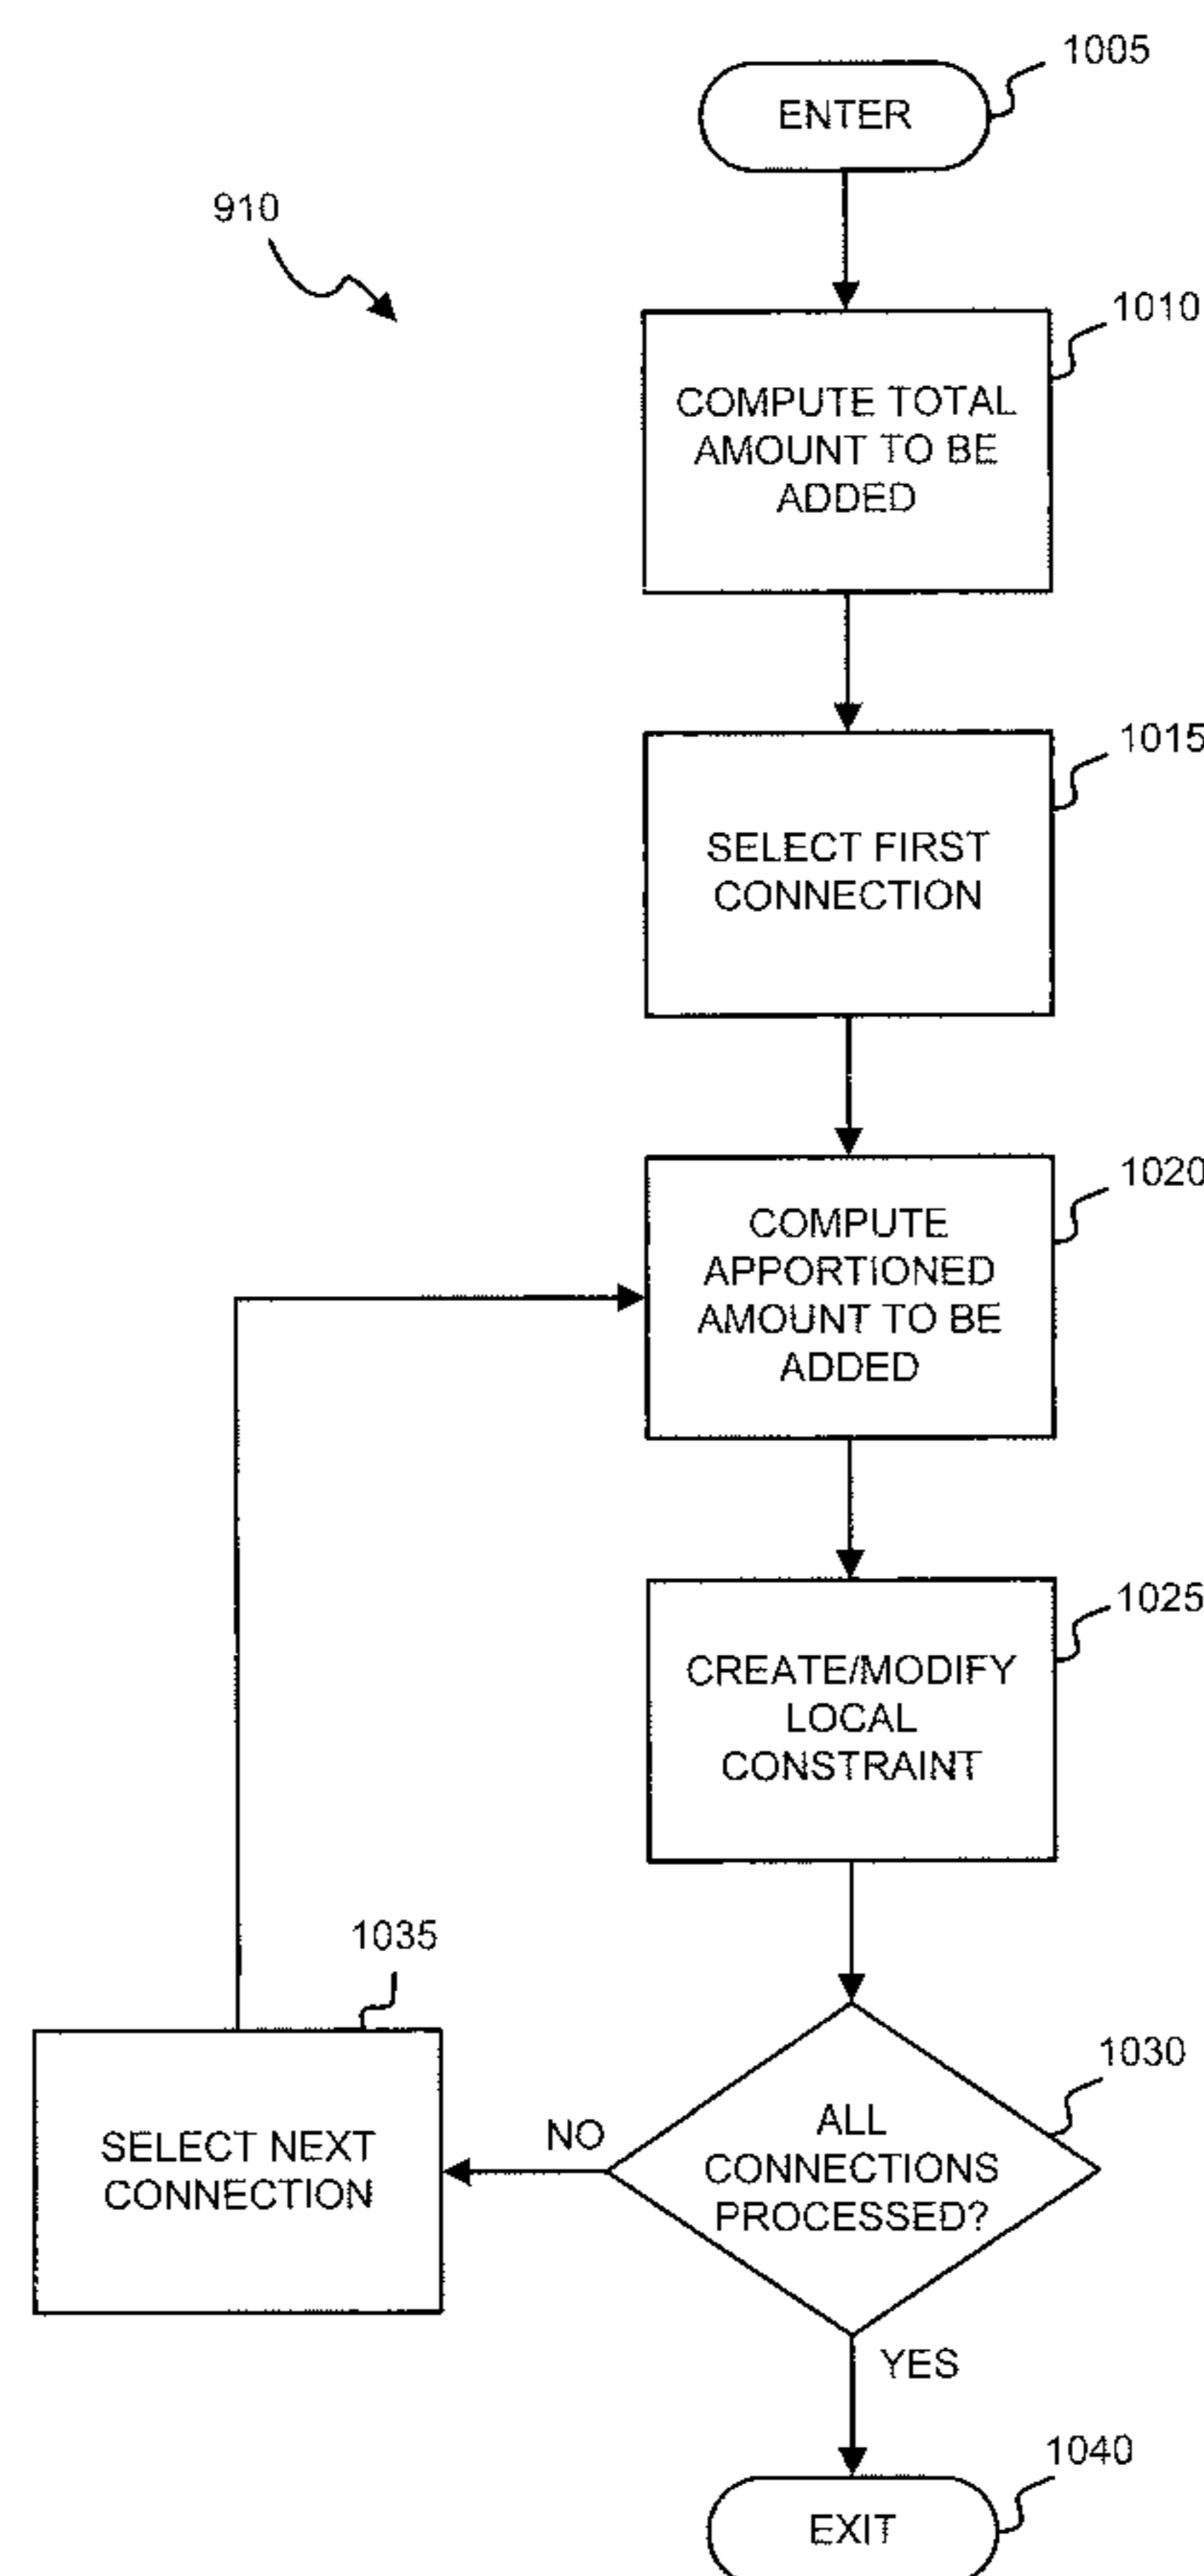 1005
ENTER
910
1010
COMPUTE TOTAL
AMOUNT TO BE
ADDED
1015
SELECT FIRST
CONNECTION
1020
COMPUTE
APPORTIONED
AMOUNT TO BE
ADDED
1025
CREATE/MODIFY
LOCAL
CONSTRAINT
1035
1030
SELECT NEXT
CONNECTION
NO
ALL
CONNECTIONS
PROCESSED?
YES
1040
EXIT